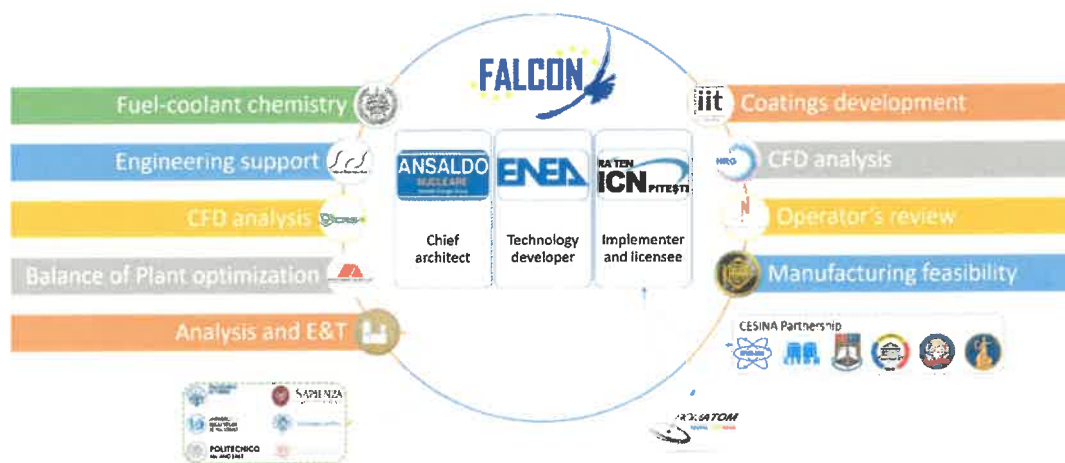 FALCON
Fuel-coolant chemistry
Engineering support
CFD analysis
Balance of Plant optimization
Analysis and E&T
ANSALDO
NUCLEARE
Chief
architect
ENEA
Technology
developer
RATEN
ICN PITEȘTI
Implementer
and licensee
iit
Coatings development
NRG
CFD analysis
Operator's review
Manufacturing feasibility
CESINA Partnership
SAPIENZA
POLITECNICO